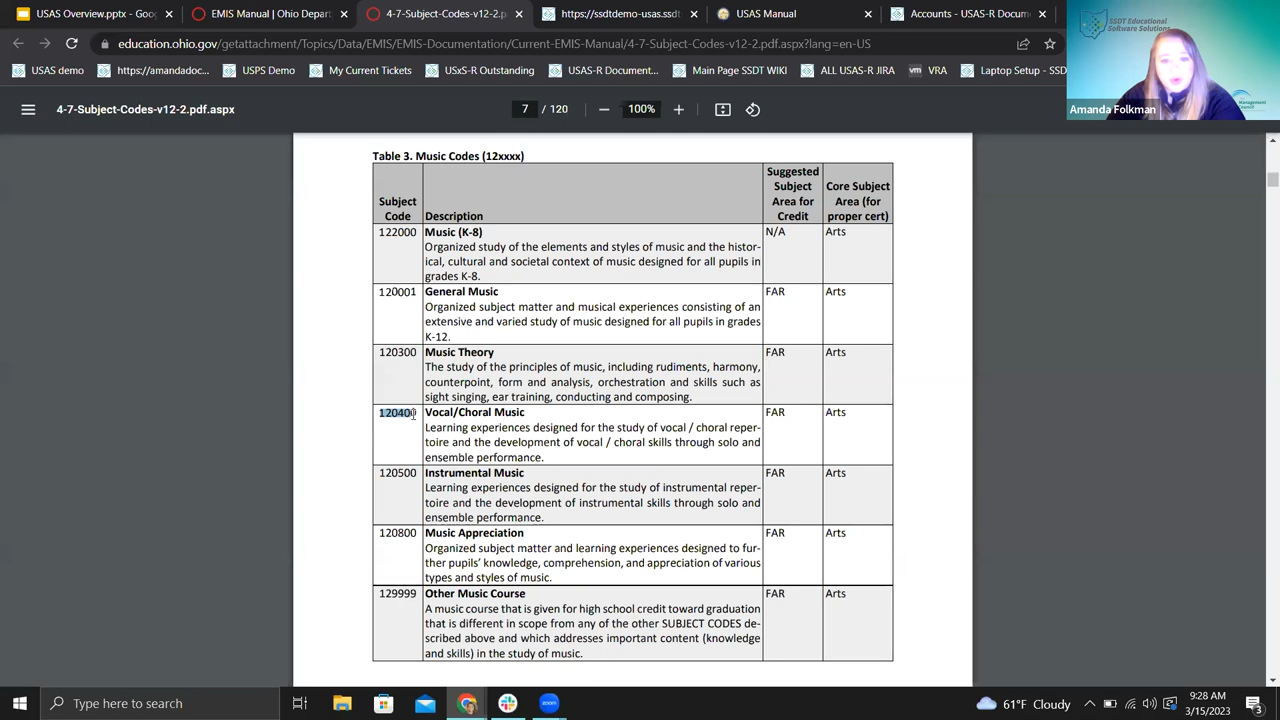 USAS Overview.pptx - Google S
EMIS Manual | Ohio Depart
4-7-Subject-Codes-v12-2.p
https://ssdtdemo-usas.ssdt
USAS Manual
Accounts - USAS-R Docum
education.ohio.gov/getattachment/Topics/Data/EMIS/EMIS-Documentation/Current-EMIS-Manual/4-7-Subject-Codes-v12-2.pdf.aspx?lang=en-US
USAS demo
https://amandadoc...
USPS Demo
My Current Tickets
USxS Outstanding
USAS-R Document...
Main Page SSDT WIKI
ALL USAS-R JIRA
VRA
Laptop Setup - SSD
SSDT Educational
Software Solutions
Management
Council
Amanda Folkman
4-7-Subject-Codes-v12-2.pdf.aspx
7 / 120
100%
Table 3. Music Codes (12xxxx)
Subject Code
Description
Suggested Subject Area for Credit
Core Subject Area (for proper cert)
122000 Music (K-8) N/A Arts
Organized study of the elements and styles of music and the histor-
ical, cultural and societal context of music designed for all pupils in
grades K-8.
120001 General Music FAR Arts
Organized subject matter and musical experiences consisting of an
extensive and varied study of music designed for all pupils in grades
K-12.
120300 Music Theory FAR Arts
The study of the principles of music, including rudiments, harmony,
counterpoint, form and analysis, orchestration and skills such as
sight singing, ear training, conducting and composing.
120400 Vocal/Choral Music FAR Arts
Learning experiences designed for the study of vocal / choral reper-
toire and the development of vocal / choral skills through solo and
ensemble performance.
120500 Instrumental Music FAR Arts
Learning experiences designed for the study of instrumental reper-
toire and the development of instrumental skills through solo and
ensemble performance.
120800 Music Appreciation FAR Arts
Organized subject matter and learning experiences designed to fur-
ther pupils' knowledge, comprehension, and appreciation of various
types and styles of music.
129999 Other Music Course FAR Arts
A music course that is given for high school credit toward graduation
that is different in scope from any of the other SUBJECT CODES de-
scribed above and which addresses important content (knowledge
and skills) in the study of music.
Type here to search
zoom
61°F Cloudy
9:28 AM
3/15/2023
3